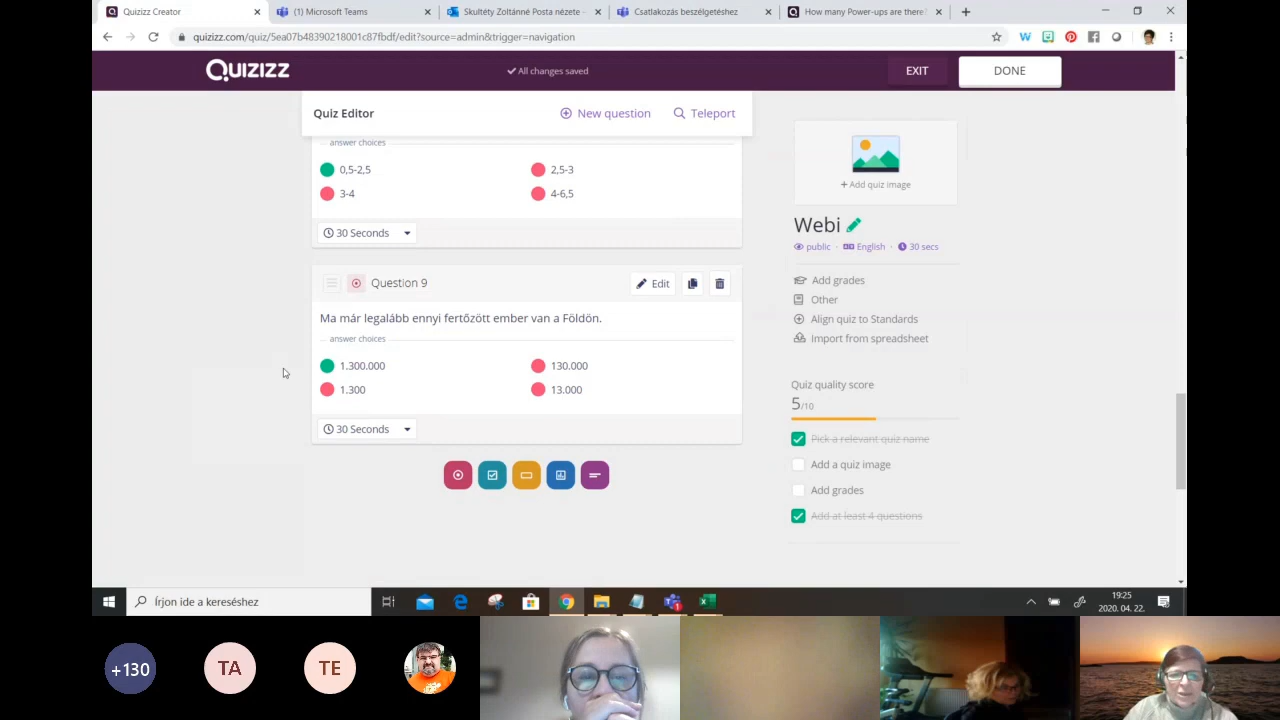 Quizizz Creator
(1) Microsoft Teams
Skultéty Zoltánné Posta nézete -
Csatlakozás beszélgetéshez
How many Power-ups are there?
quizizz.com/quiz/5ea07b48390218001c87fbdf/edit?source=admin&trigger=navigation
QUIZIZZ
All changes saved
EXIT
DONE
Quiz Editor
New question
Teleport
answer choices
0,5-2,5
2,5-3
3-4
4-6,5
30 Seconds
Question 9
Edit
Ma már legalább ennyi fertőzött ember van a Földön.
answer choices
1.300.000
130.000
1.300
13.000
30 Seconds
+ Add quiz image
Webi
public · English · 30 secs
Add grades
Other
Align quiz to Standards
Import from spreadsheet
Quiz quality score
5/10
Pick a relevant quiz name
Add a quiz image
Add grades
Add at least 4 questions
Írjon ide a kereséshez
19:25
2020. 04. 22.
+130
TA
TE